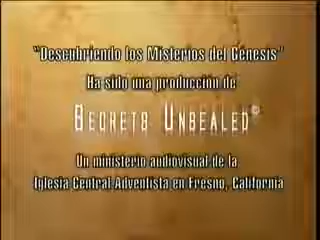 "Descubriendo los Misterios del Génesis"
Ha sido una producción de
SECRETS UNSEALED®
Un ministerio audiovisual de la
Iglesia Central Adventista en Fresno, California